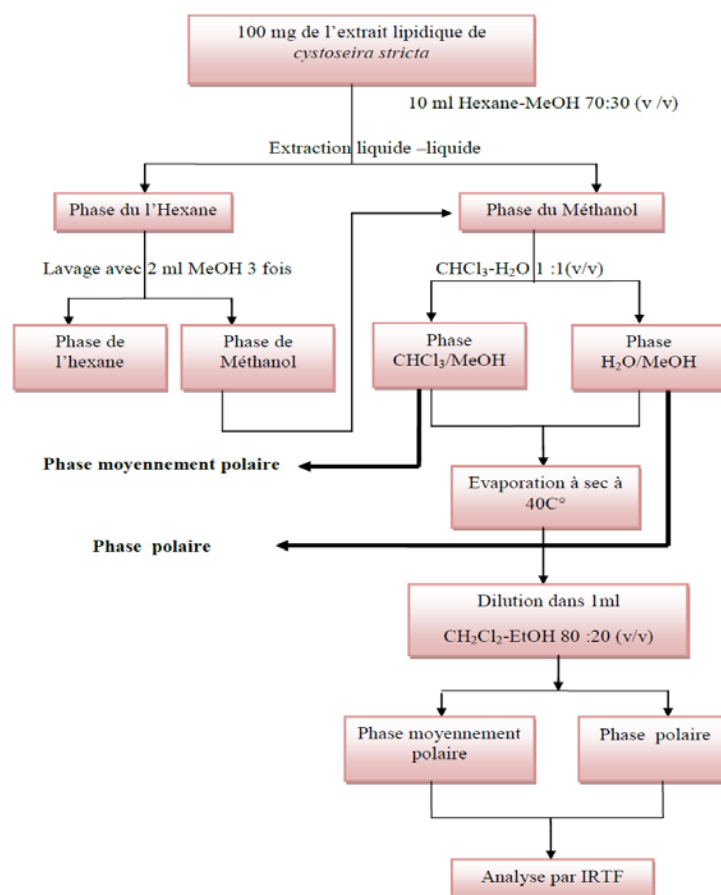 100 mg de l’extrait lipidique de
cystoseira stricta
10 ml Hexane-MeOH 70:30 (v /v)
Extraction liquide –liquide
Phase du l’Hexane
Phase du Méthanol
Lavage avec 2 ml MeOH 3 fois
CHCl₃-H₂O 1 :1(v/v)
Phase de
l’hexane
Phase de
Méthanol
Phase
CHCl₃/MeOH
Phase
H₂O/MeOH
Phase moyennement polaire
Evaporation à sec à
40C°
Phase polaire
Dilution dans 1ml
CH₂Cl₂-EtOH 80 :20 (v/v)
Phase moyennement
polaire
Phase polaire
Analyse par IRTF